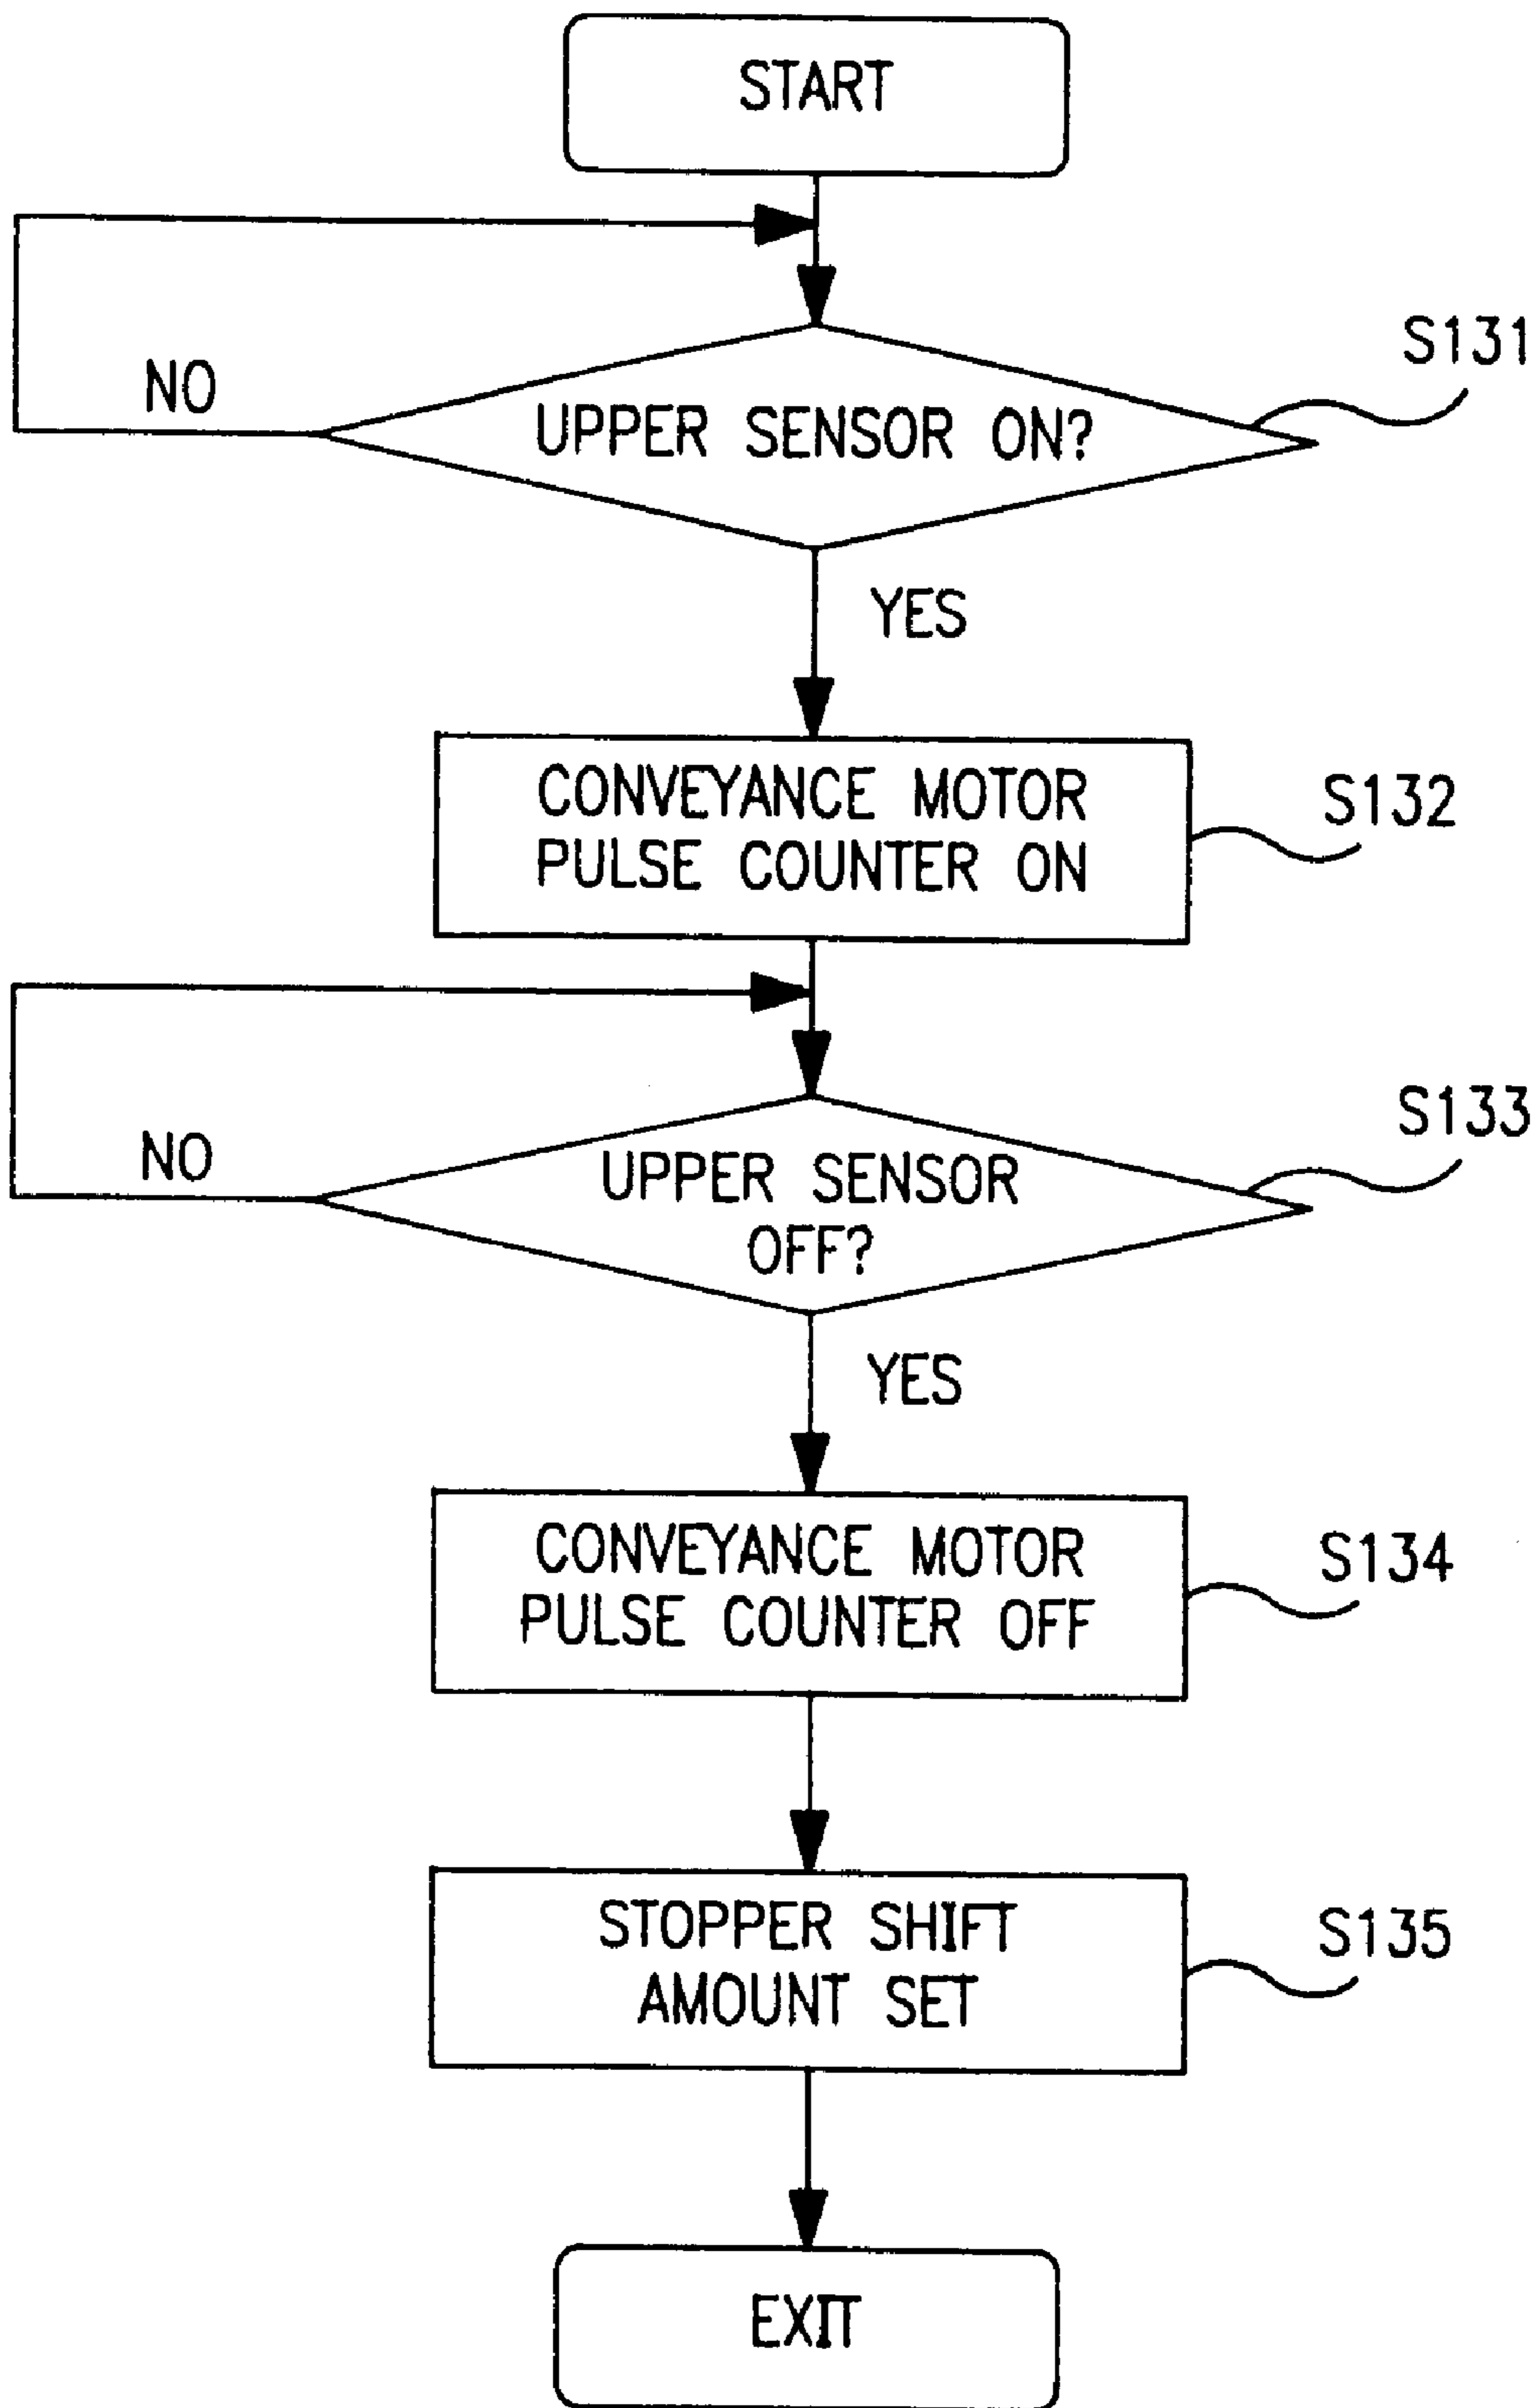 START
S131
NO
UPPER SENSOR ON?
YES
CONVEYANCE MOTOR
PULSE COUNTER ON
S132
S133
NO
UPPER SENSOR
OFF?
YES
CONVEYANCE MOTOR
PULSE COUNTER OFF
S134
STOPPER SHIFT
AMOUNT SET
S135
EXIT